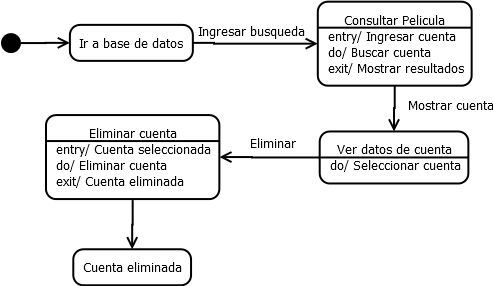 Ir a base de datos
Ingresar busqueda
Consultar Pelicula
entry/ Ingresar cuenta
do/ Buscar cuenta
exit/ Mostrar resultados
Mostrar cuenta
Ver datos de cuenta
do/ Seleccionar cuenta
Eliminar
Eliminar cuenta
entry/ Cuenta seleccionada
do/ Eliminar cuenta
exit/ Cuenta eliminada
Cuenta eliminada